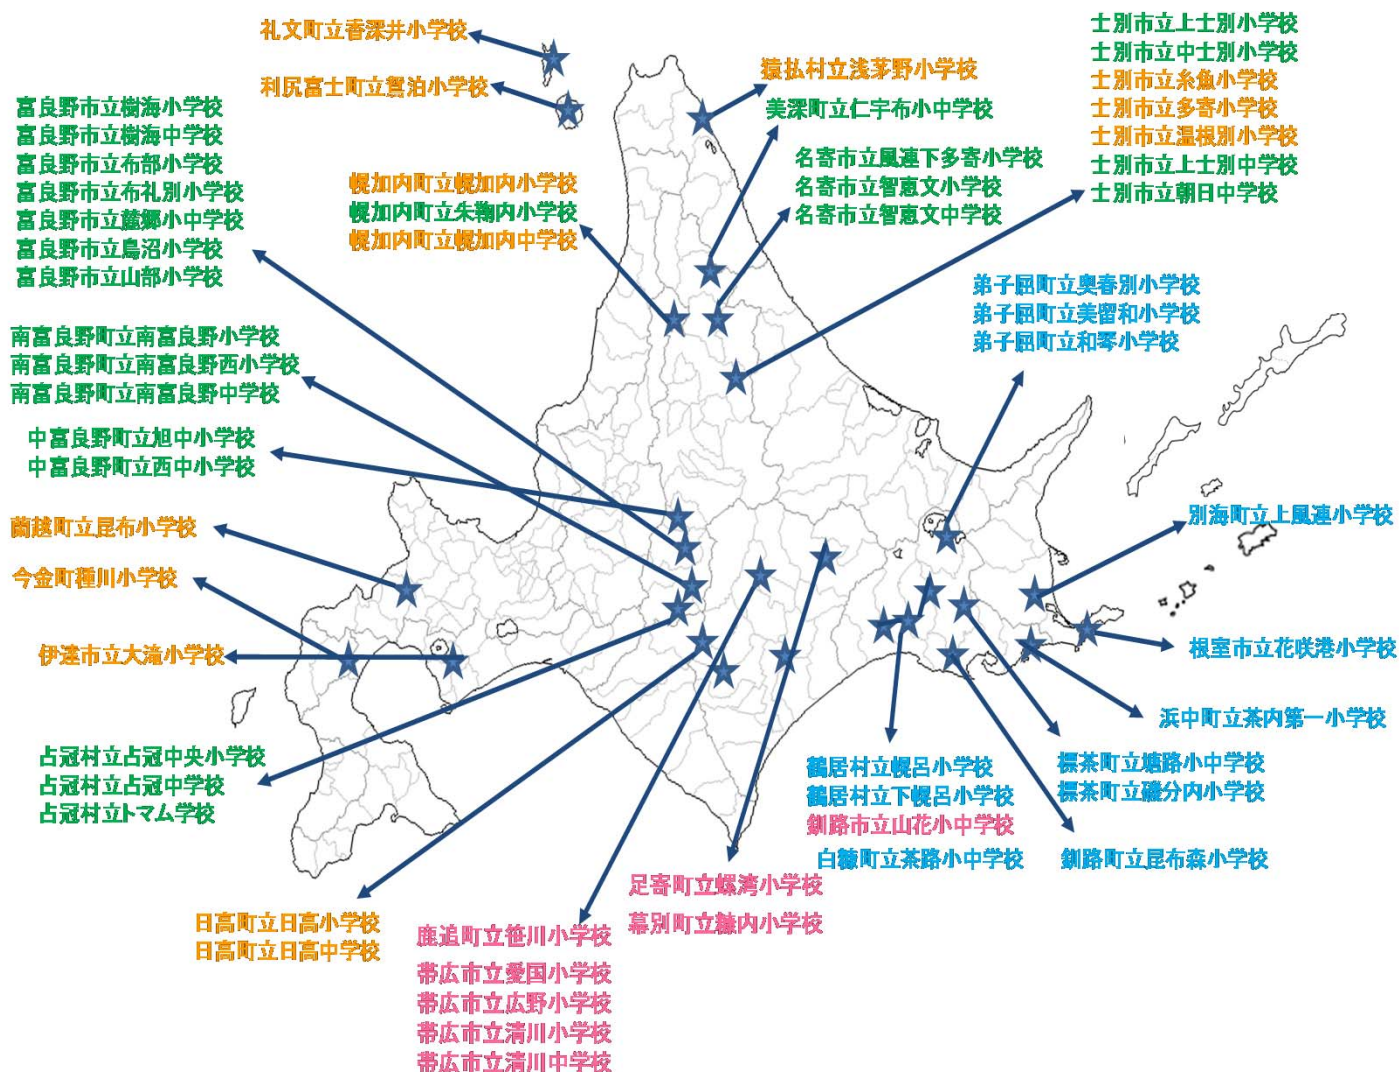 礼文町立香深井小学校
利尻富士町立鴛泊小学校
猿払村立浅茅野小学校
美深町立仁宇布小中学校
士別市立上士別小学校
士別市立中士別小学校
士別市立糸魚小学校
士別市立多寄小学校
士別市立温根別小学校
士別市立上士別中学校
士別市立朝日中学校
富良野市立樹海小学校
富良野市立樹海中学校
富良野市立布部小学校
富良野市立布礼別小学校
富良野市立麓郷小中学校
富良野市立鳥沼小学校
富良野市立山部小学校
幌加内町立幌加内小学校
幌加内町立朱鞠内小学校
幌加内町立幌加内中学校
名寄市立風連下多寄小学校
名寄市立智恵文小学校
名寄市立智恵文中学校
弟子屈町立奥春別小学校
弟子屈町立美留和小学校
弟子屈町立和琴小学校
南富良野町立南富良野小学校
南富良野町立南富良野西小学校
南富良野町立南富良野中学校
中富良野町立旭中小学校
中富良野町立西中小学校
蘭越町立昆布小学校
今金町種川小学校
伊達市立大滝小学校
別海町立上風連小学校
根室市立花咲港小学校
浜中町立茶内第一小学校
占冠村立占冠中央小学校
占冠村立占冠中学校
占冠村立トマム学校
鶴居村立幌呂小学校
鶴居村立下幌呂小学校
釧路市立山花小中学校
白糠町立茶路小中学校
標茶町立塘路小中学校
標茶町立磯分内小学校
釧路町立昆布森小学校
足寄町立螺湾小学校
幕別町立糠内小学校
日高町立日高小学校
日高町立日高中学校
鹿追町立笹川小学校
帯広市立愛国小学校
帯広市立広野小学校
帯広市立清川小学校
帯広市立清川中学校